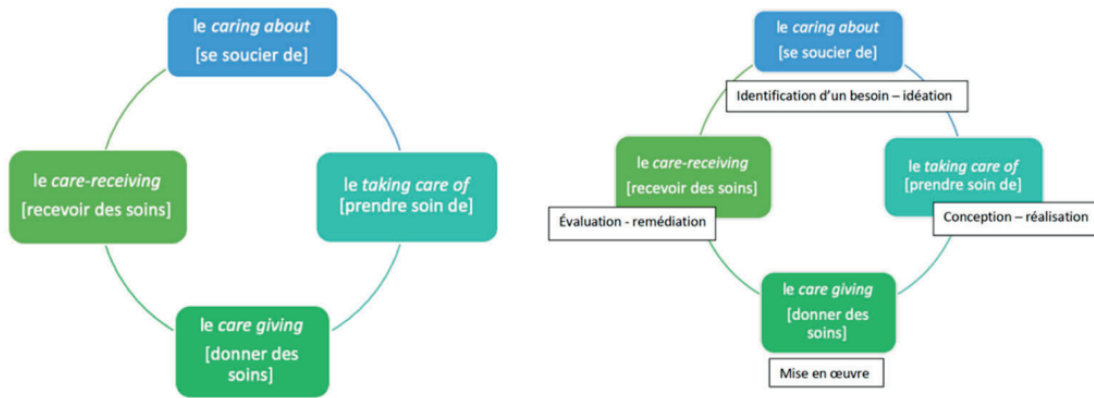 le caring about
[se soucier de]
le care-receiving
[recevoir des soins]
le taking care of
[prendre soin de]
le care giving
[donner des
soins]
le caring about
[se soucier de]
Identification d'un besoin – idéation
le care-receiving
[recevoir des soins]
Évaluation - remédiation
le taking care of
[prendre soin de]
Conception – réalisation
le care giving
[donner des
soins]
Mise en œuvre